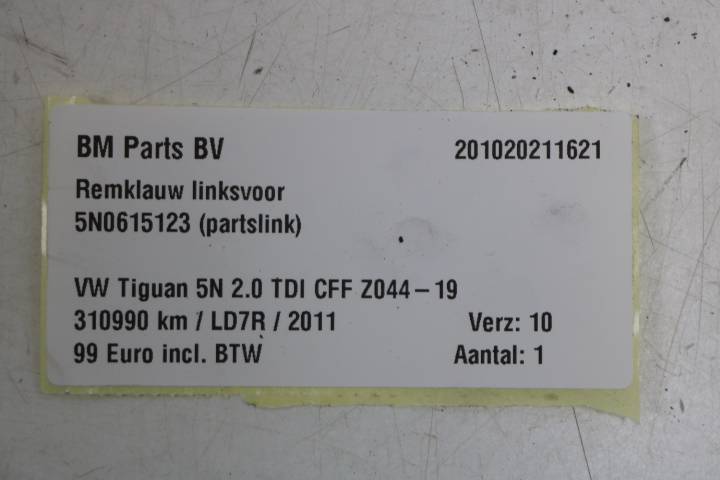 BM Parts BV 201020211621
Remklauw linksvoor
5N0615123 (partslink)
VW Tiguan 5N 2.0 TDI CFF Z044-19
310990 km / LD7R / 2011 Verz: 10
99 Euro incl. BTW Aantal: 1